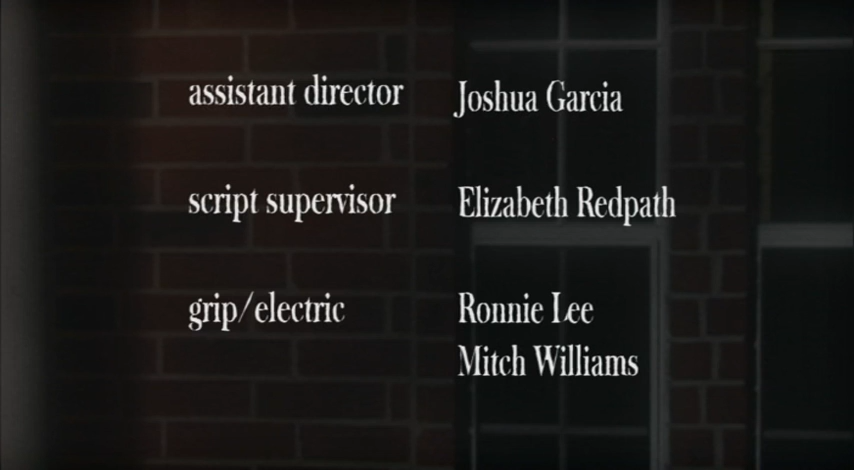 assistant director Joshua Garcia
script supervisor Elizabeth Redpath
grip/electric Ronnie Lee
Mitch Williams